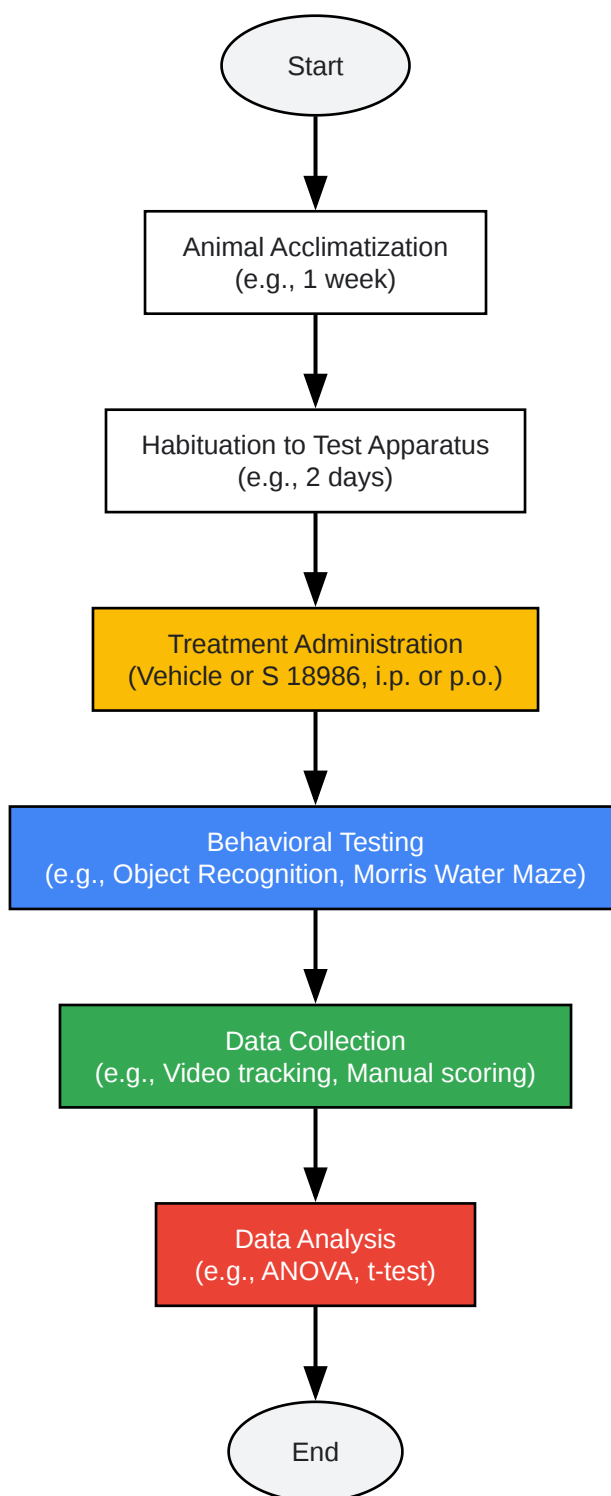 Start
Animal Acclimatization
(e.g., 1 week)
Habituation to Test Apparatus
(e.g., 2 days)
Treatment Administration
(Vehicle or S 18986, i.p. or p.o.)
Behavioral Testing
(e.g., Object Recognition, Morris Water Maze)
Data Collection
(e.g., Video tracking, Manual scoring)
Data Analysis
(e.g., ANOVA, t-test)
End